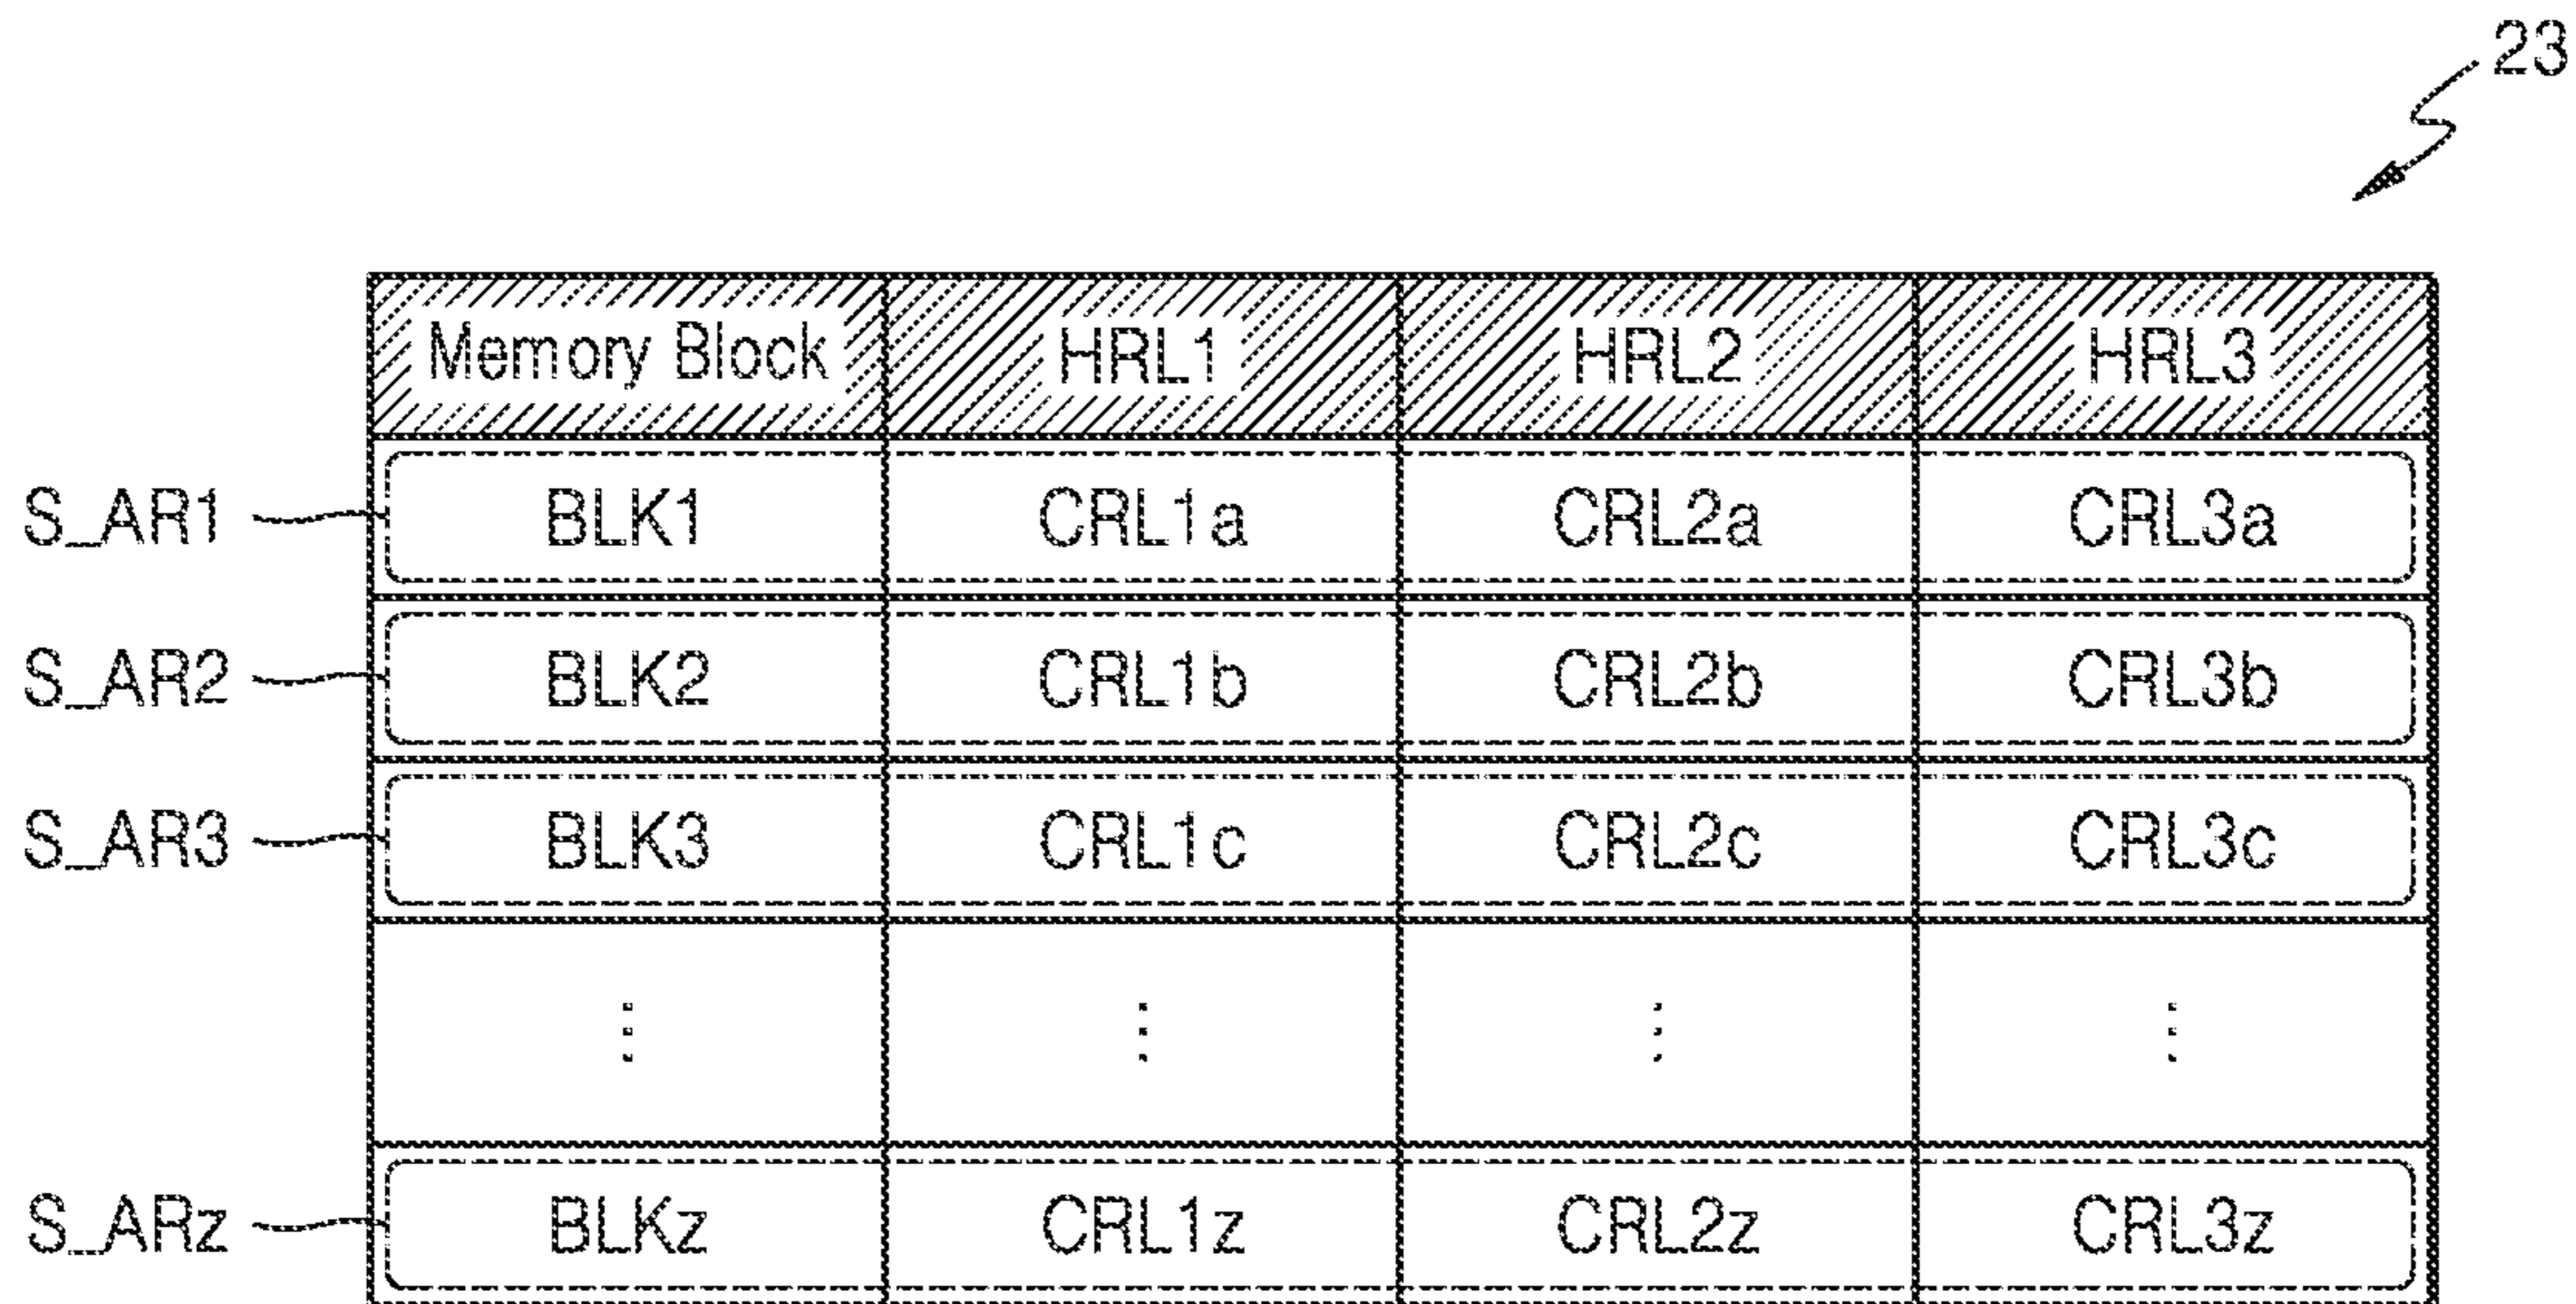 23
Memory Block HRL1 HRL2 HRL3
S_AR1 BLK1 CRL1a CRL2a CRL3a
S_AR2 BLK2 CRL1b CRL2b CRL3b
S_AR3 BLK3 CRL1c CRL2c CRL3c
⋮ ⋮ ⋮ ⋮
S_ARz BLKz CRL1z CRL2z CRL3z